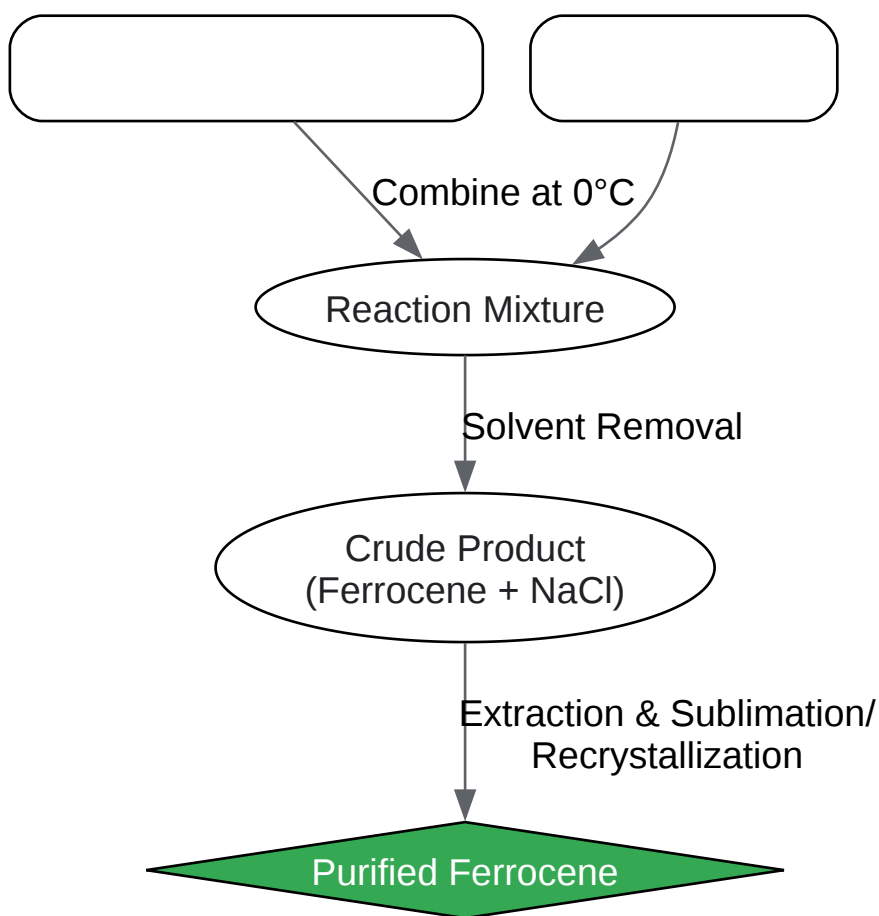 Combine at 0°C
Reaction Mixture
Solvent Removal
Crude Product
(Ferrocene + NaCl)
Extraction & Sublimation/
Recrystallization
Purified Ferrocene